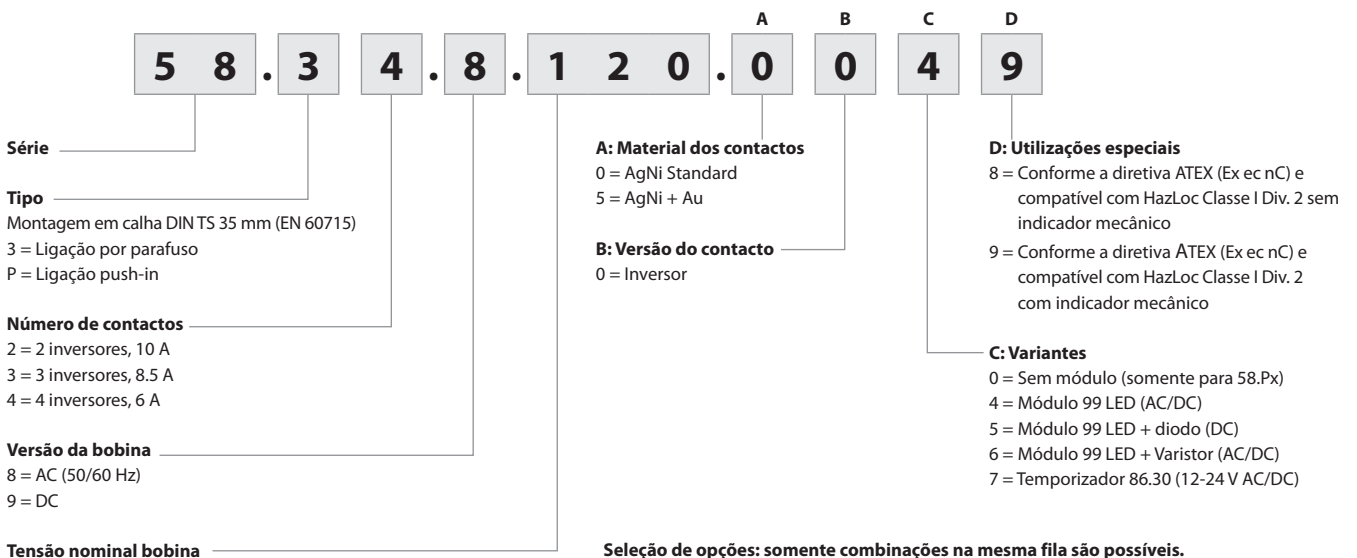 A B C D
5 8 . 3 4 . 8 . 1 2 0 . 0 0 4 9
Série
Tipo
Montagem em calha DIN TS 35 mm (EN 60715)
3 = Ligação por parafuso
P = Ligação push-in
Número de contactos
2 = 2 inversores, 10 A
3 = 3 inversores, 8.5 A
4 = 4 inversores, 6 A
Versão da bobina
8 = AC (50/60 Hz)
9 = DC
Tensão nominal bobina
A: Material dos contactos
0 = AgNi Standard
5 = AgNi + Au
B: Versão do contacto
0 = Inversor
D: Utilizações especiais
8 = Conforme a diretiva ATEX (Ex ec nC) e
compatível com HazLoc Classe I Div. 2 sem
indicador mecânico
9 = Conforme a diretiva ATEX (Ex ec nC) e
compatível com HazLoc Classe I Div. 2
com indicador mecânico
C: Variantes
0 = Sem módulo (somente para 58.Px)
4 = Módulo 99 LED (AC/DC)
5 = Módulo 99 LED + diodo (DC)
6 = Módulo 99 LED + Varistor (AC/DC)
7 = Temporizador 86.30 (12-24 V AC/DC)
Seleção de opções: somente combinações na mesma fila são possíveis.